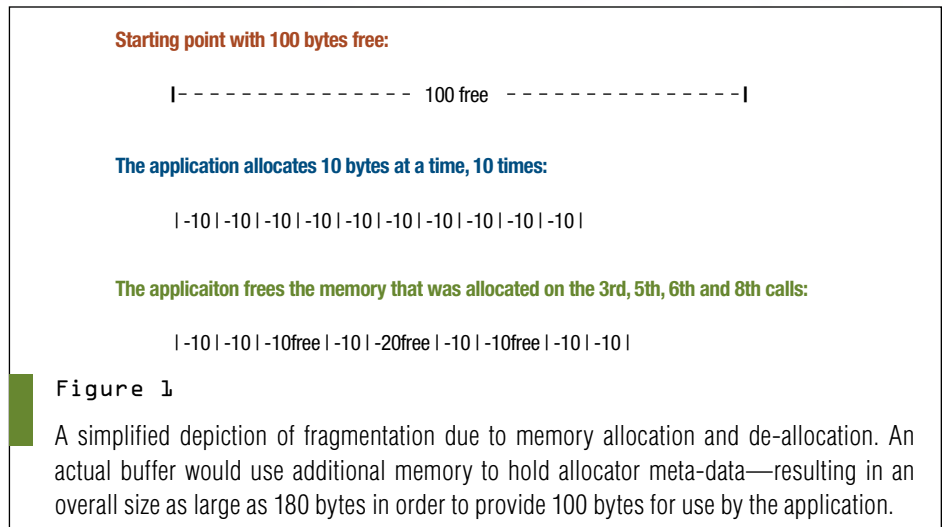 Starting point with 100 bytes free:
|- - - - - - - - - - - - - - - 100 free - - - - - - - - - - - - - - -|
The application allocates 10 bytes at a time, 10 times:
| -10 | -10 | -10 | -10 | -10 | -10 | -10 | -10 | -10 | -10 |
The applicaiton frees the memory that was allocated on the 3rd, 5th, 6th and 8th calls:
| -10 | -10 | -10free | -10 | -20free | -10 | -10free | -10 | -10 |
Figure 1
A simplified depiction of fragmentation due to memory allocation and de-allocation. An
actual buffer would use additional memory to hold allocator meta-data—resulting in an
overall size as large as 180 bytes in order to provide 100 bytes for use by the application.